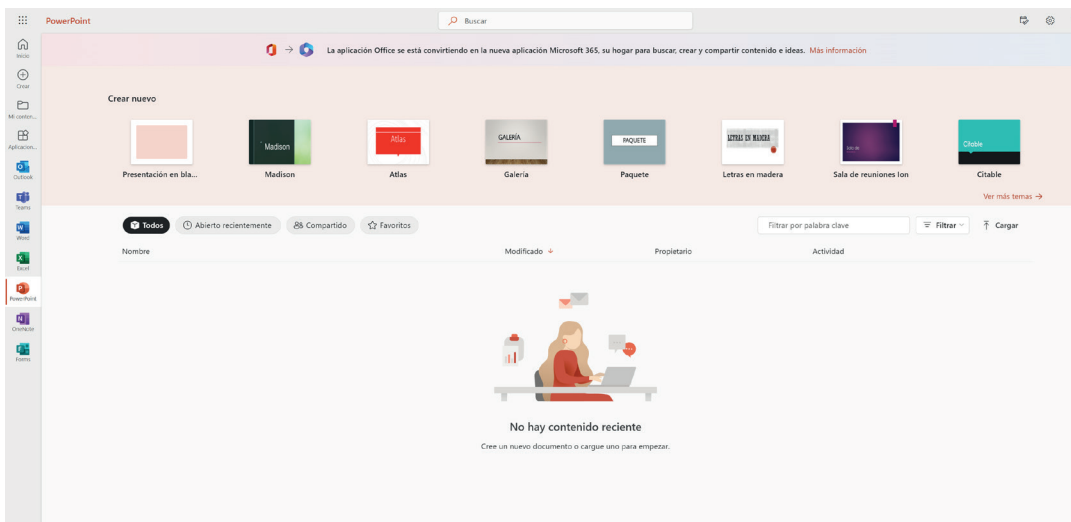 PowerPoint
Buscar
Inicio
Crear
Mi conten...
Aplicacion...
Outlook
Teams
Word
Excel
PowerPoint
OneNote
Forms
La aplicación Office se está convirtiendo en la nueva aplicación Microsoft 365, su hogar para buscar, crear y compartir contenido e ideas. Más información
Crear nuevo
Madison
Atlas
GALERÍA
PAQUETE
LETRAS EN MADERA
Citable
Presentación en bla...
Madison
Atlas
Galería
Paquete
Letras en madera
Sala de reuniones Ion
Citable
Ver más temas →
Todos
Abierto recientemente
Compartido
Favoritos
Filtrar por palabra clave
Filtrar
Cargar
Nombre
Modificado
Propietario
Actividad
No hay contenido reciente
Cree un nuevo documento o cargue uno para empezar.